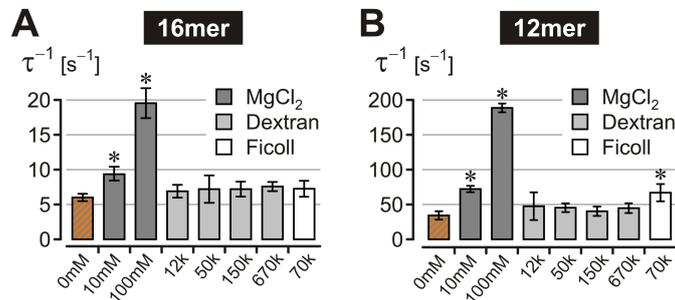 A
16mer
τ⁻¹ [s⁻¹]
20
15
10
5
0
*
*
MgCl₂
Dextran
Ficoll
0mM
10mM
100mM
12k
50k
150k
670k
70k
B
12mer
τ⁻¹ [s⁻¹]
200
150
100
50
0
*
*
*
MgCl₂
Dextran
Ficoll
0mM
10mM
100mM
12k
50k
150k
670k
70k